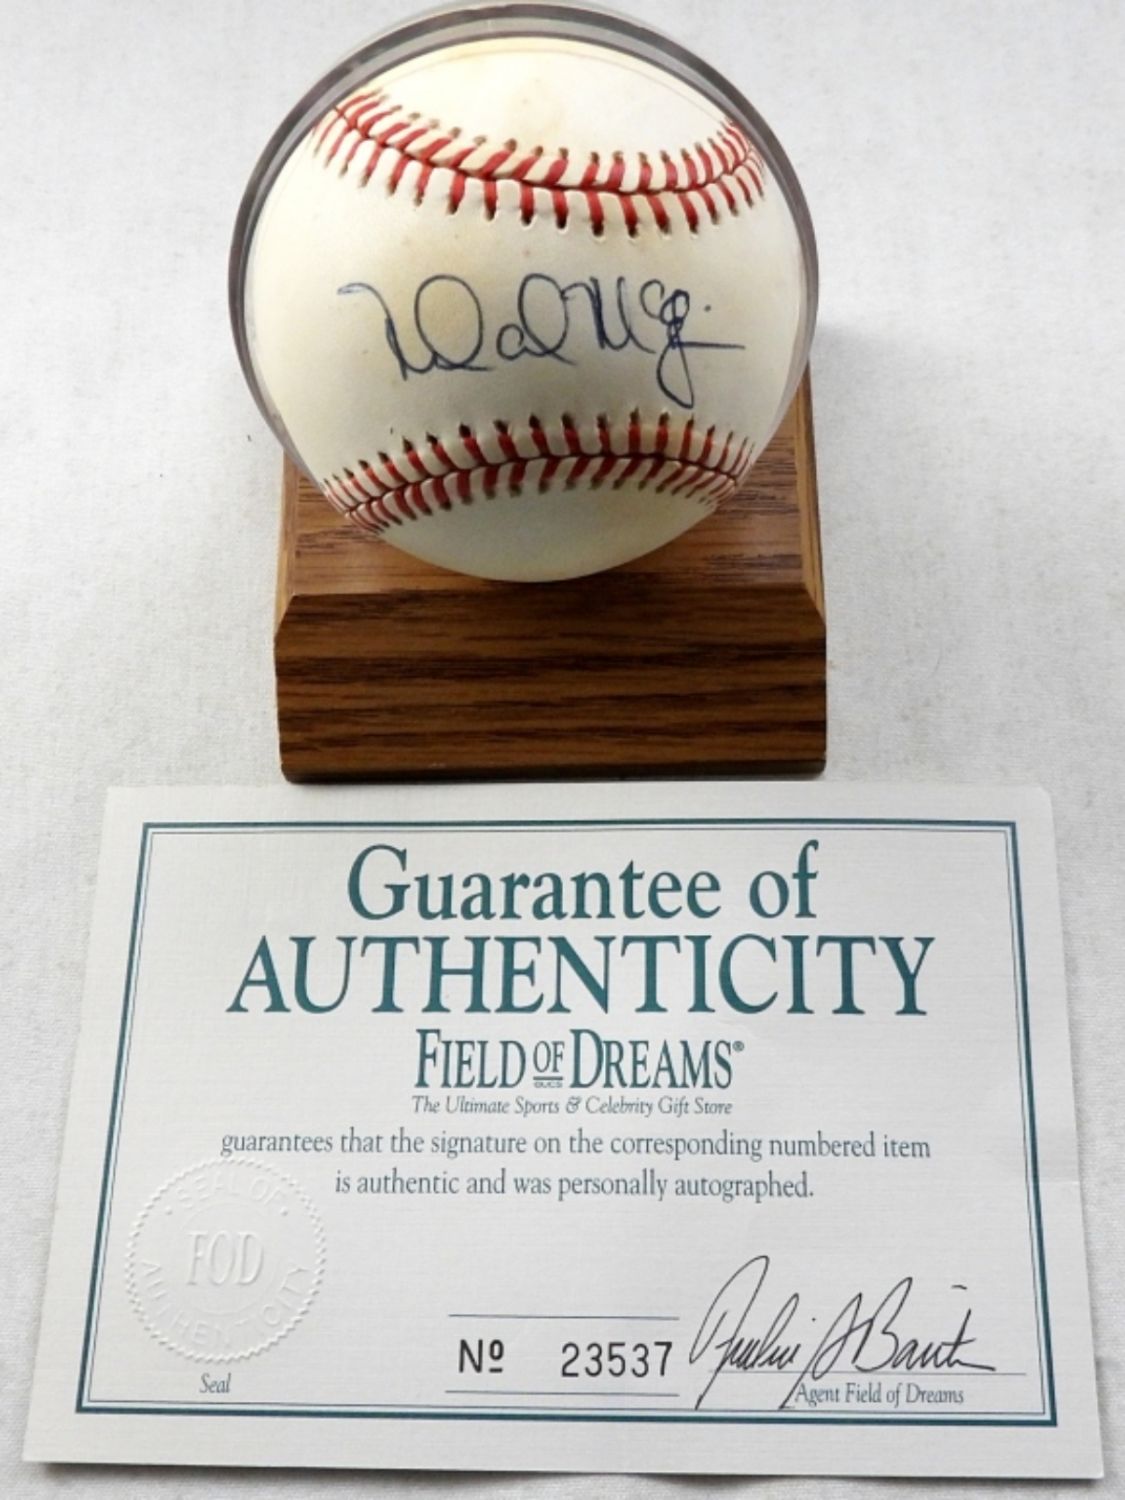 Guarantee of
AUTHENTICITY
FIELD OF DREAMS®
The Ultimate Sports & Celebrity Gift Store
guarantees that the signature on the corresponding numbered item
is authentic and was personally autographed.
SEAL OF
FOD
AUTHENTICITY
Seal
Nº 23537
Agent Field of Dreams